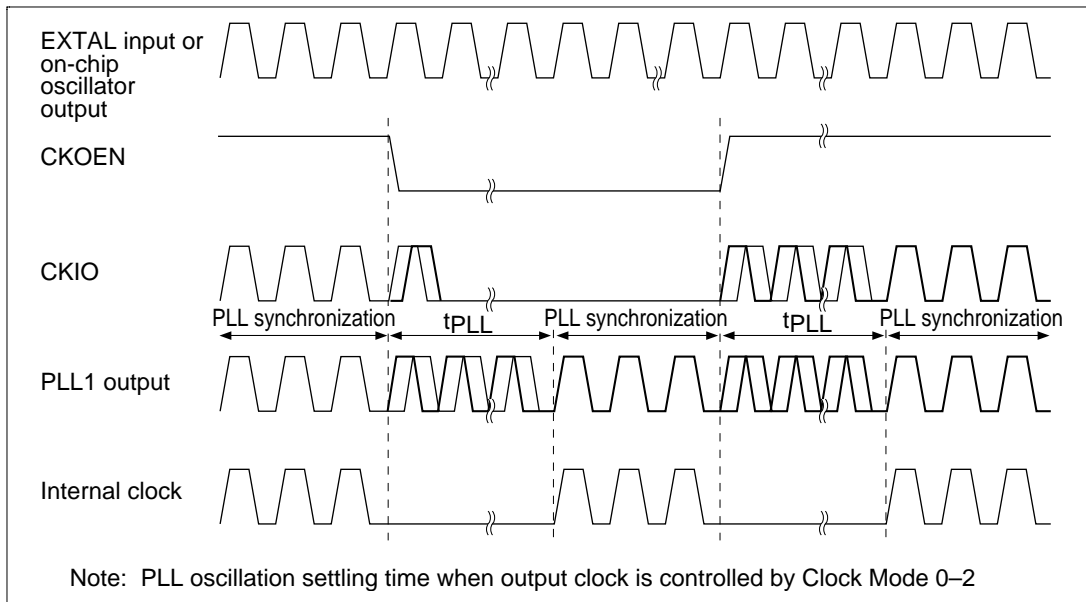 EXTAL input or
on-chip
oscillator
output
CKOEN
CKIO
PLL synchronization tPLL PLL synchronization tPLL PLL synchronization
PLL1 output
Internal clock
Note: PLL oscillation settling time when output clock is controlled by Clock Mode 0–2